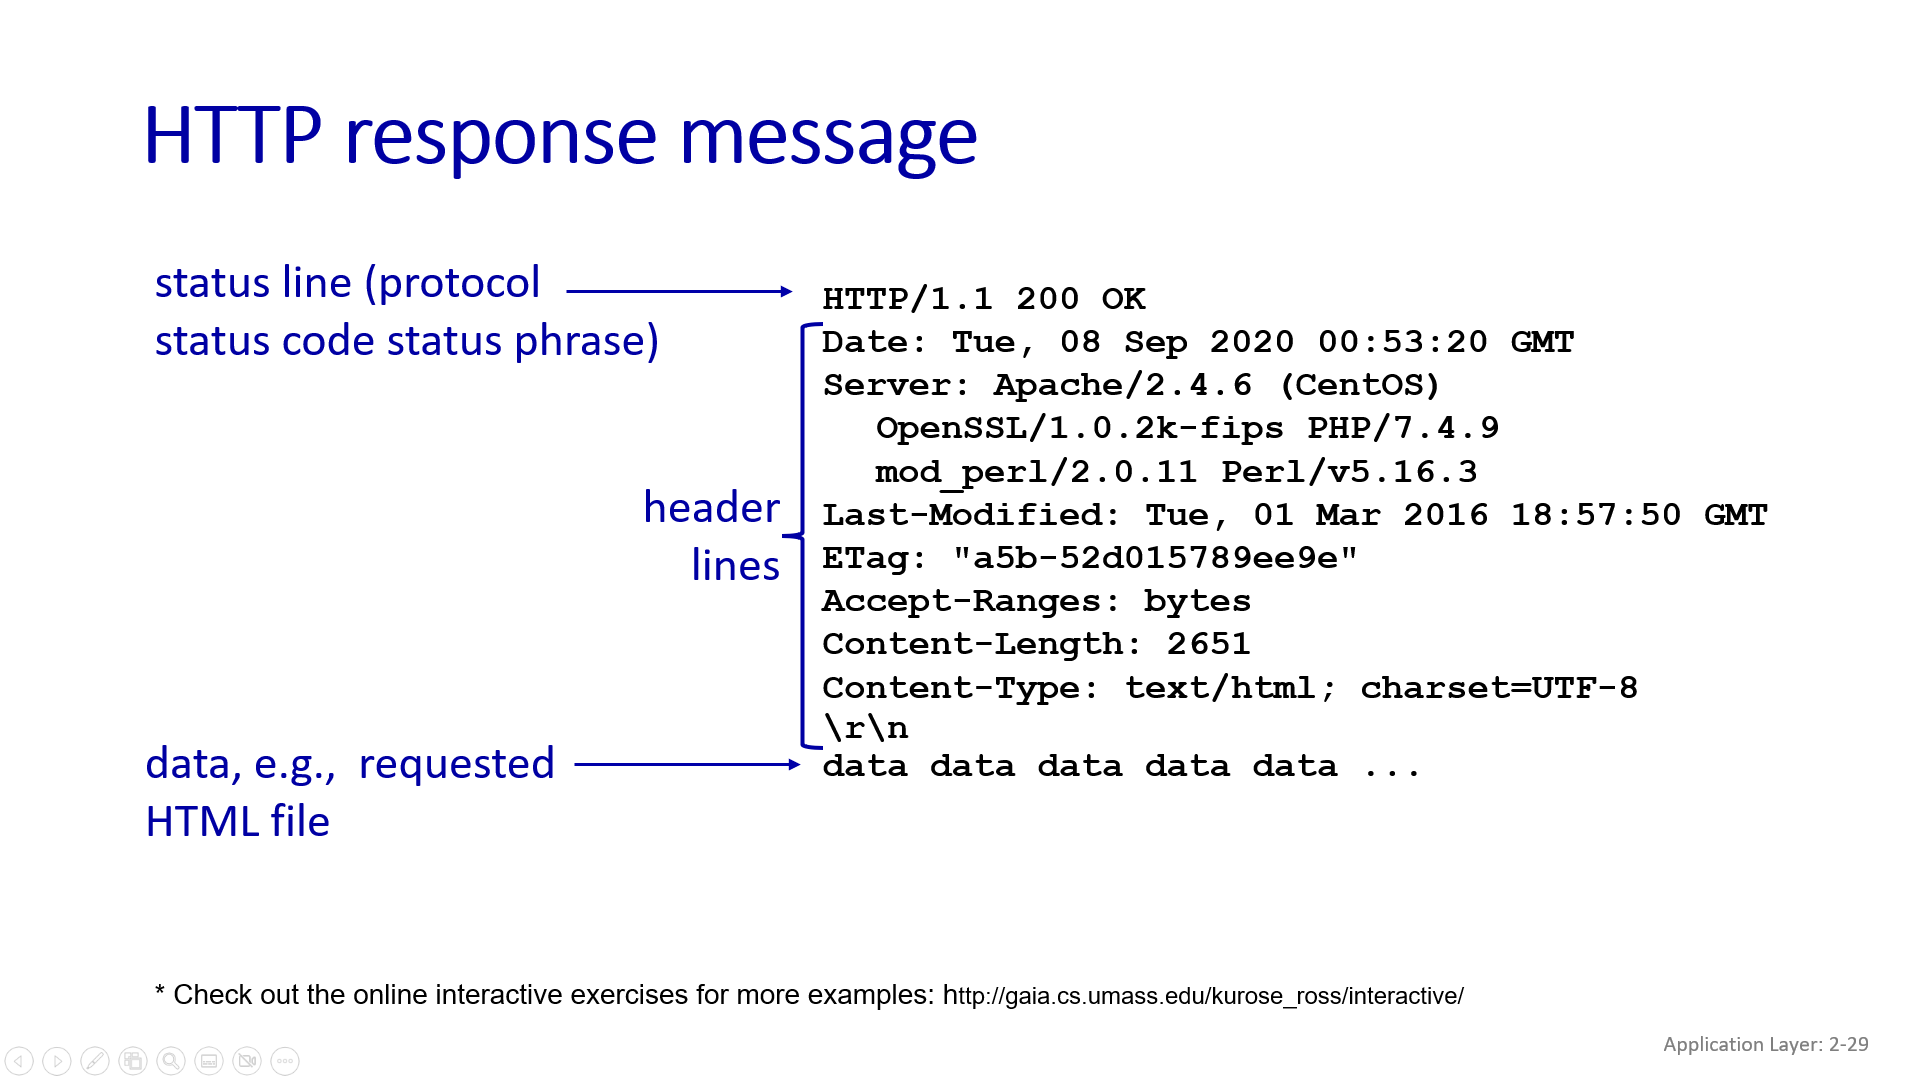 HTTP response message
status line (protocol
status code status phrase)
HTTP/1.1 200 OK
Date: Tue, 08 Sep 2020 00:53:20 GMT
Server: Apache/2.4.6 (CentOS)
OpenSSL/1.0.2k-fips PHP/7.4.9
mod_perl/2.0.11 Perl/v5.16.3
Last-Modified: Tue, 01 Mar 2016 18:57:50 GMT
ETag: "a5b-52d015789ee9e"
Accept-Ranges: bytes
Content-Length: 2651
Content-Type: text/html; charset=UTF-8
\r\n
header
lines
data, e.g., requested
HTML file
data data data data data ...
* Check out the online interactive exercises for more examples: http://gaia.cs.umass.edu/kurose_ross/interactive/
Application Layer: 2-29